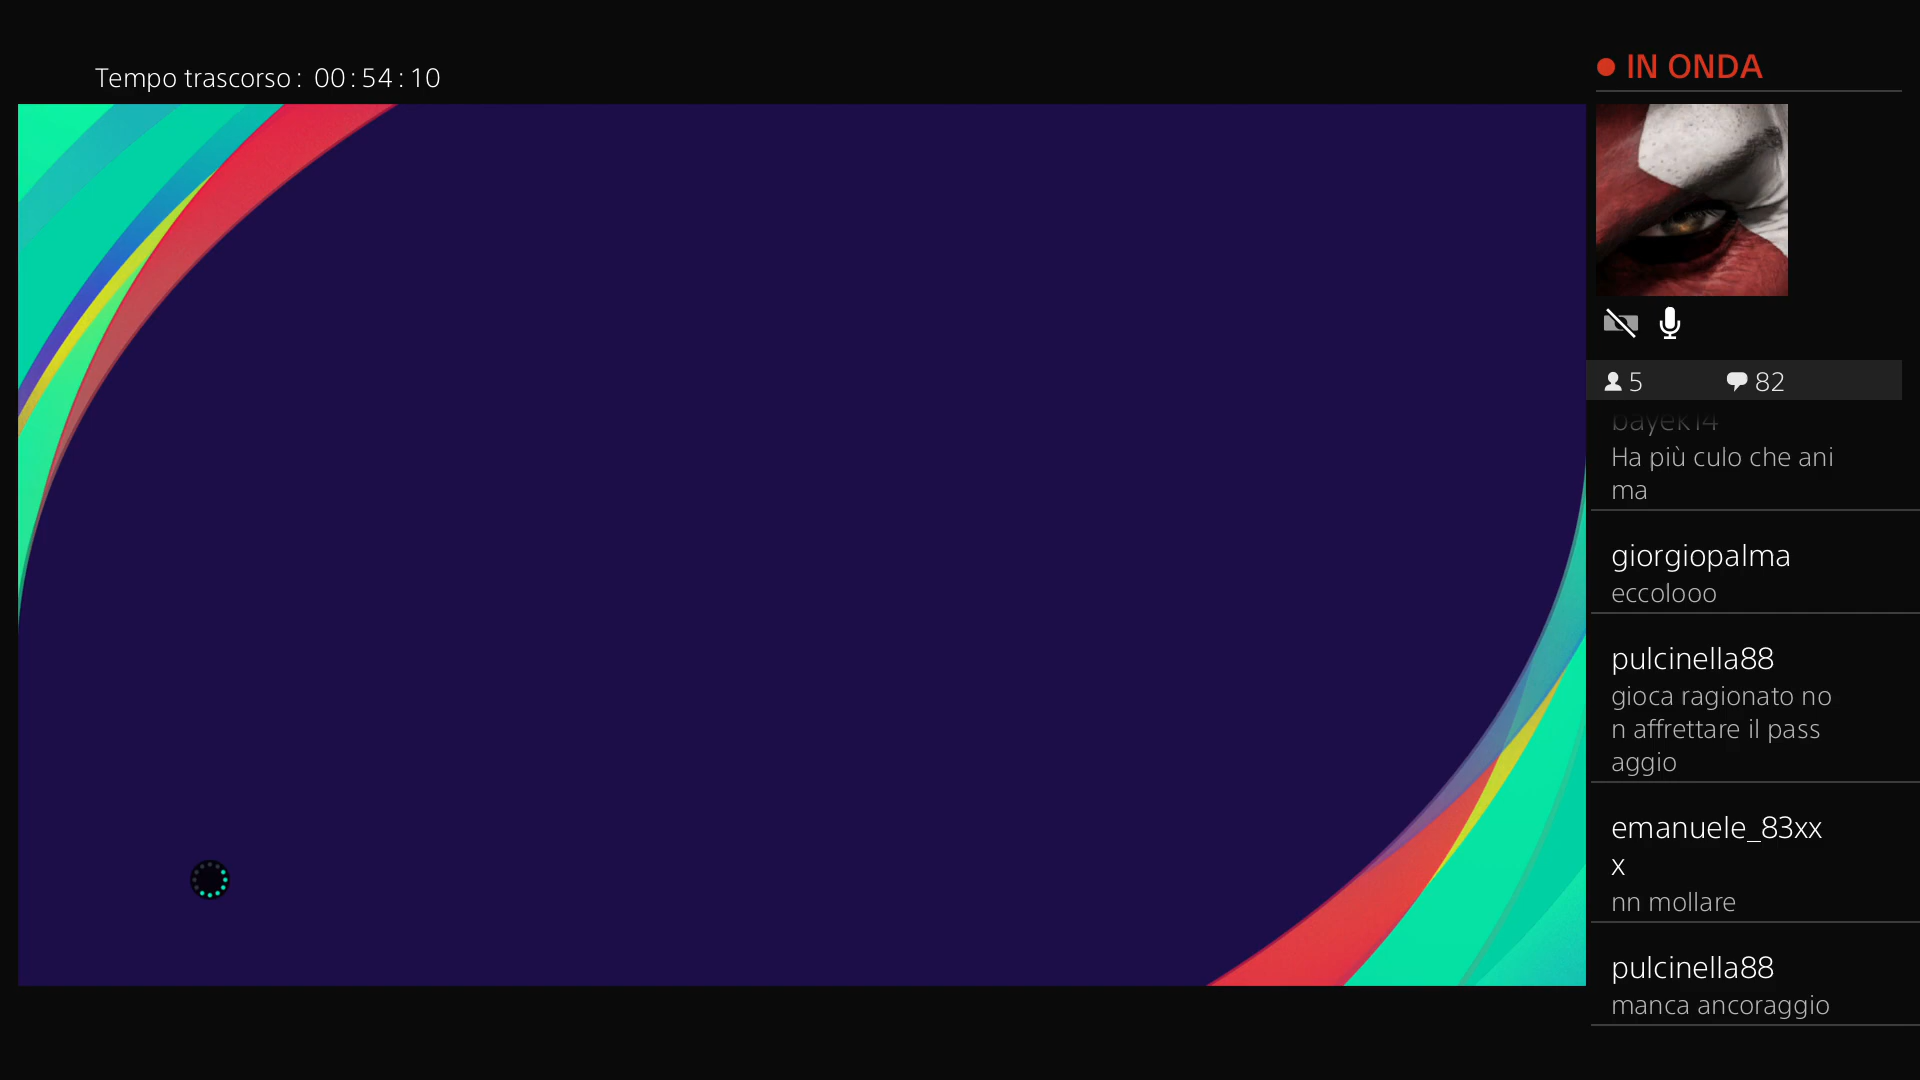 Tempo trascorso: 00:54:10
IN ONDA
5 82
bayek14
Ha più culo che ani
ma
giorgiopalma
eccolooo
pulcinella88
gioca ragionato no
n affrettare il pass
aggio
emanuele_83xx
x
nn mollare
pulcinella88
manca ancoraggio